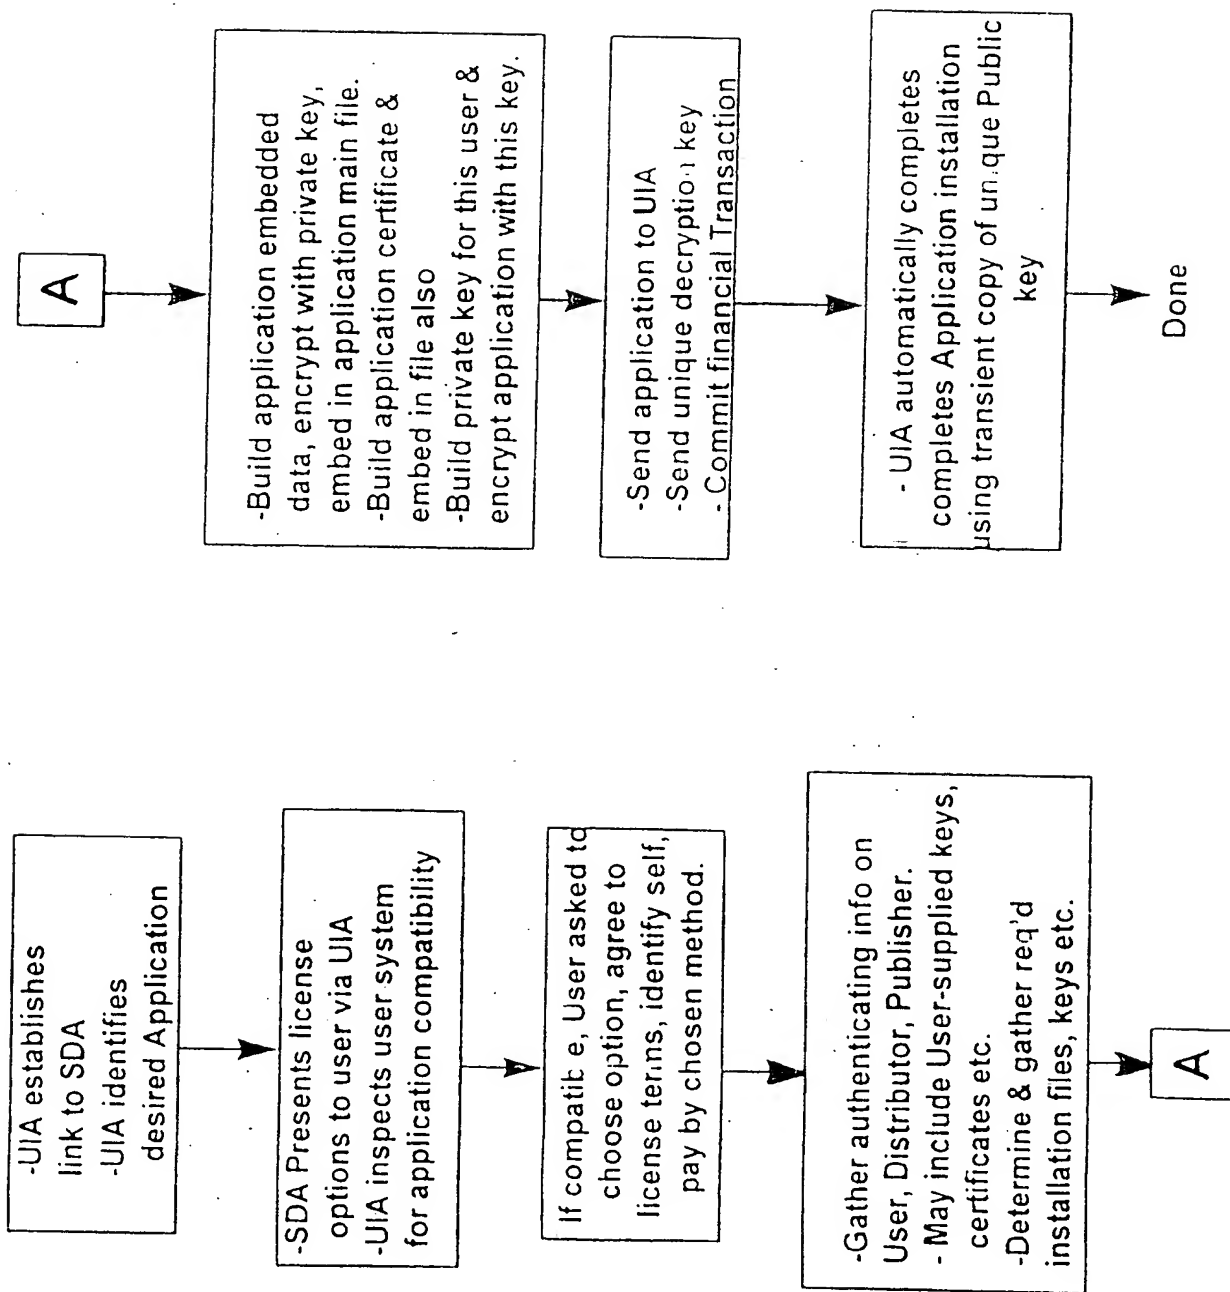 -UIA establishes
link to SDA
-UIA identifies
desired Application
-SDA Presents license
options to user via UIA
-UIA inspects user system
for application compatibility
If compatib e, User asked to
choose option, agree to
license terms, identify self,
pay by chosen method.
-Gather authenticating info on
User, Distributor, Publisher.
- May include User-supplied keys,
certificates etc.
-Determine & gather req'd
installation files, keys etc.
A
A
-Build application embedded
data, encrypt with private key,
embed in application main file.
-Build application certificate &
embed in file also
-Build private key for this user &
encrypt application with this key.
-Send application to UIA
-Send unique decryption key
- Commit financial Transaction
- UIA automatically completes
completes Application installation
using transient copy of unique Public
key
Done